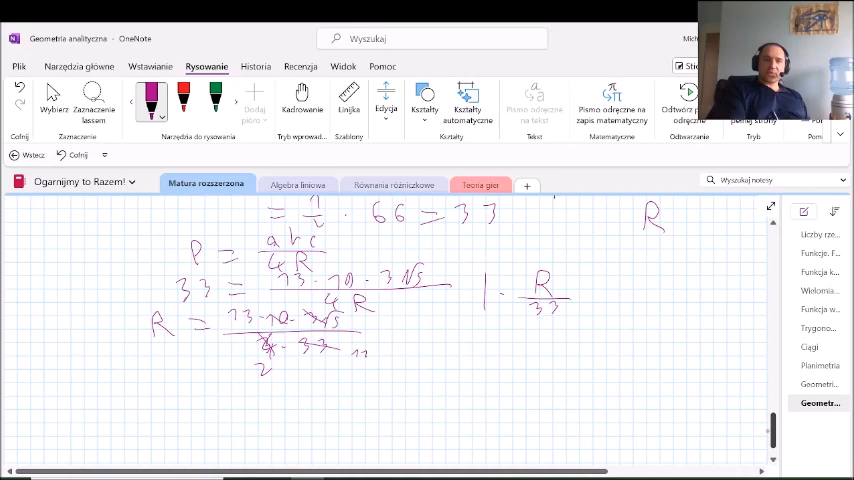 Geometria analityczna - OneNote
Wyszukaj
Plik Narzędzia główne Wstawianie Rysowanie Historia Recenzja Widok Pomoc
Wybierz
Zaznaczenie lassem
Dodaj pióro
Kadrowanie
Linijka
Edycja
Kształty
Kształty automatyczne
Pismo odręczne na tekst
Pismo odręczne na zapis matematyczny
Cofnij Zaznaczenie Narzędzia do rysowania Szablony Kształty Tekst Matematyczne Odtwarzanie Tryb
Wstecz Cofnij
Ogarnijmy to Razem! Matura rozszerzona Algebra liniowa Równania różniczkowe Teoria gier + Wyszukaj notesy
· 66 = 33
R
P = abc / 4R
33 = 13 · 10 · 3√5 / 4R
| · R / 33
R = 13 · 10 · 3√5 / 4 · 33 11
2
Liczby rze...
Funkcje. F...
Funkcja k...
Wielomia...
Funkcja w...
Trygono...
Ciągi
Planimetria
Geometri...
Geometr...